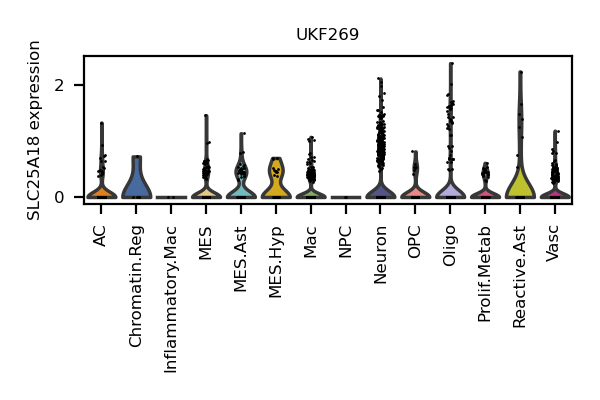 UKF269
SLC25A18 expression
2
0
AC
Chromatin.Reg
Inflammatory.Mac
MES
MES.Ast
MES.Hyp
Mac
NPC
Neuron
OPC
Oligo
Prolif.Metab
Reactive.Ast
Vasc